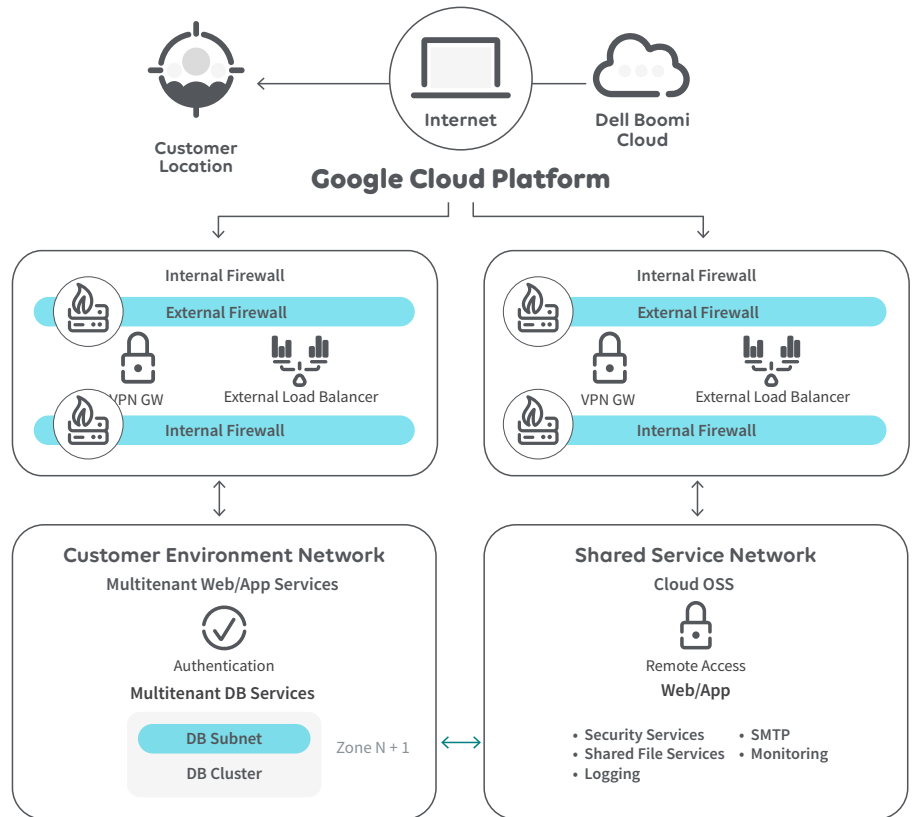 Internet
Dell Boomi
Cloud
Customer
Location
Google Cloud Platform
Internal Firewall
External Firewall
VPN GW
External Load Balancer
Internal Firewall
Internal Firewall
External Firewall
VPN GW
External Load Balancer
Internal Firewall
Customer Environment Network
Multitenant Web/App Services
Authentication
Multitenant DB Services
DB Subnet
DB Cluster
Zone N + 1
Shared Service Network
Cloud OSS
Remote Access
Web/App
• Security Services
• Shared File Services
• Logging
• SMTP
• Monitoring